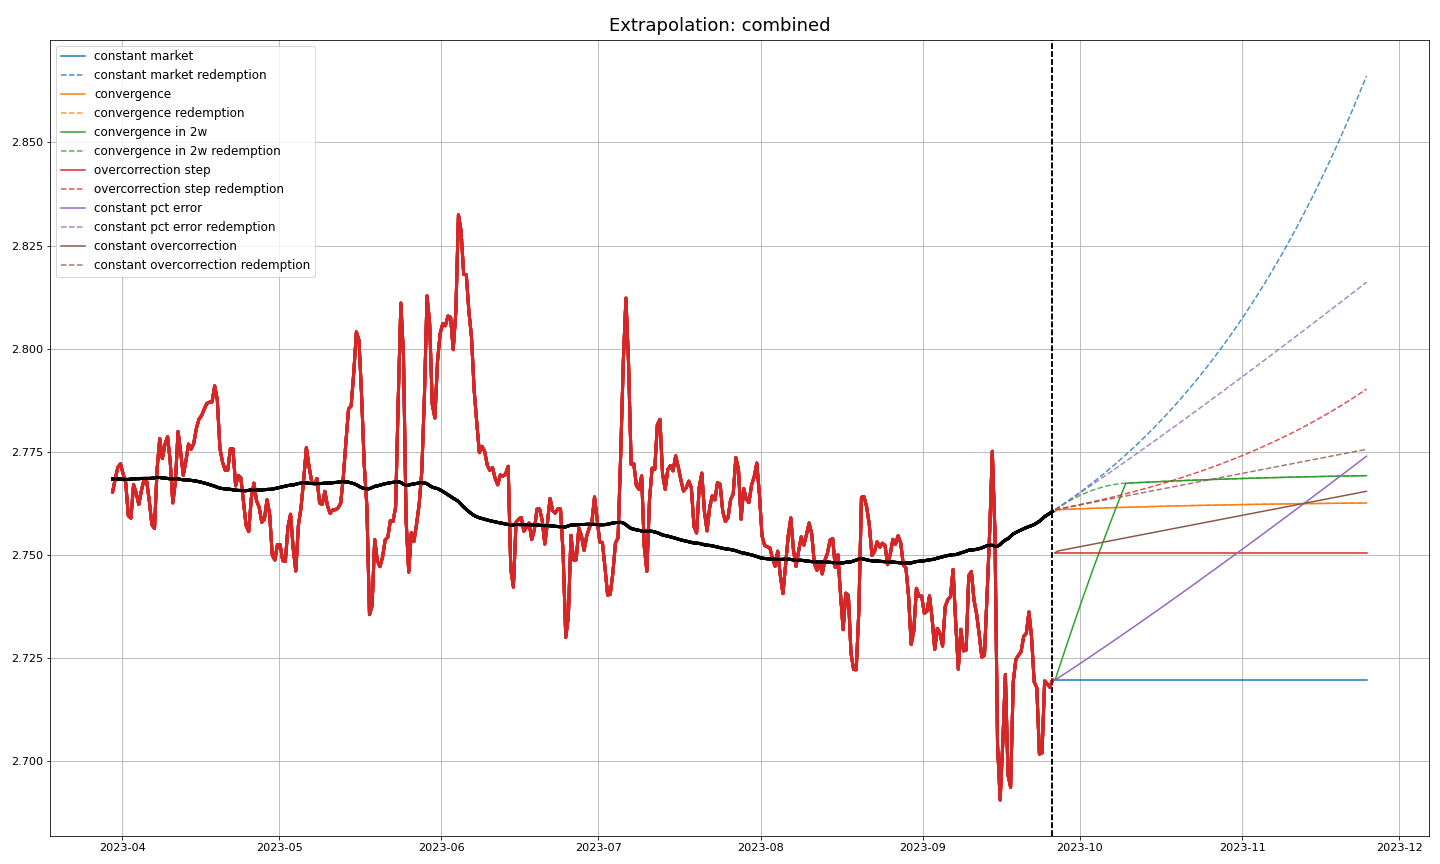 Extrapolation: combined
constant market
constant market redemption
convergence
convergence redemption
convergence in 2w
convergence in 2w redemption
overcorrection step
overcorrection step redemption
constant pct error
constant pct error redemption
constant overcorrection
constant overcorrection redemption
2.850
2.825
2.800
2.775
2.750
2.725
2.700
2023-04 2023-05 2023-06 2023-07 2023-08 2023-09 2023-10 2023-11 2023-12